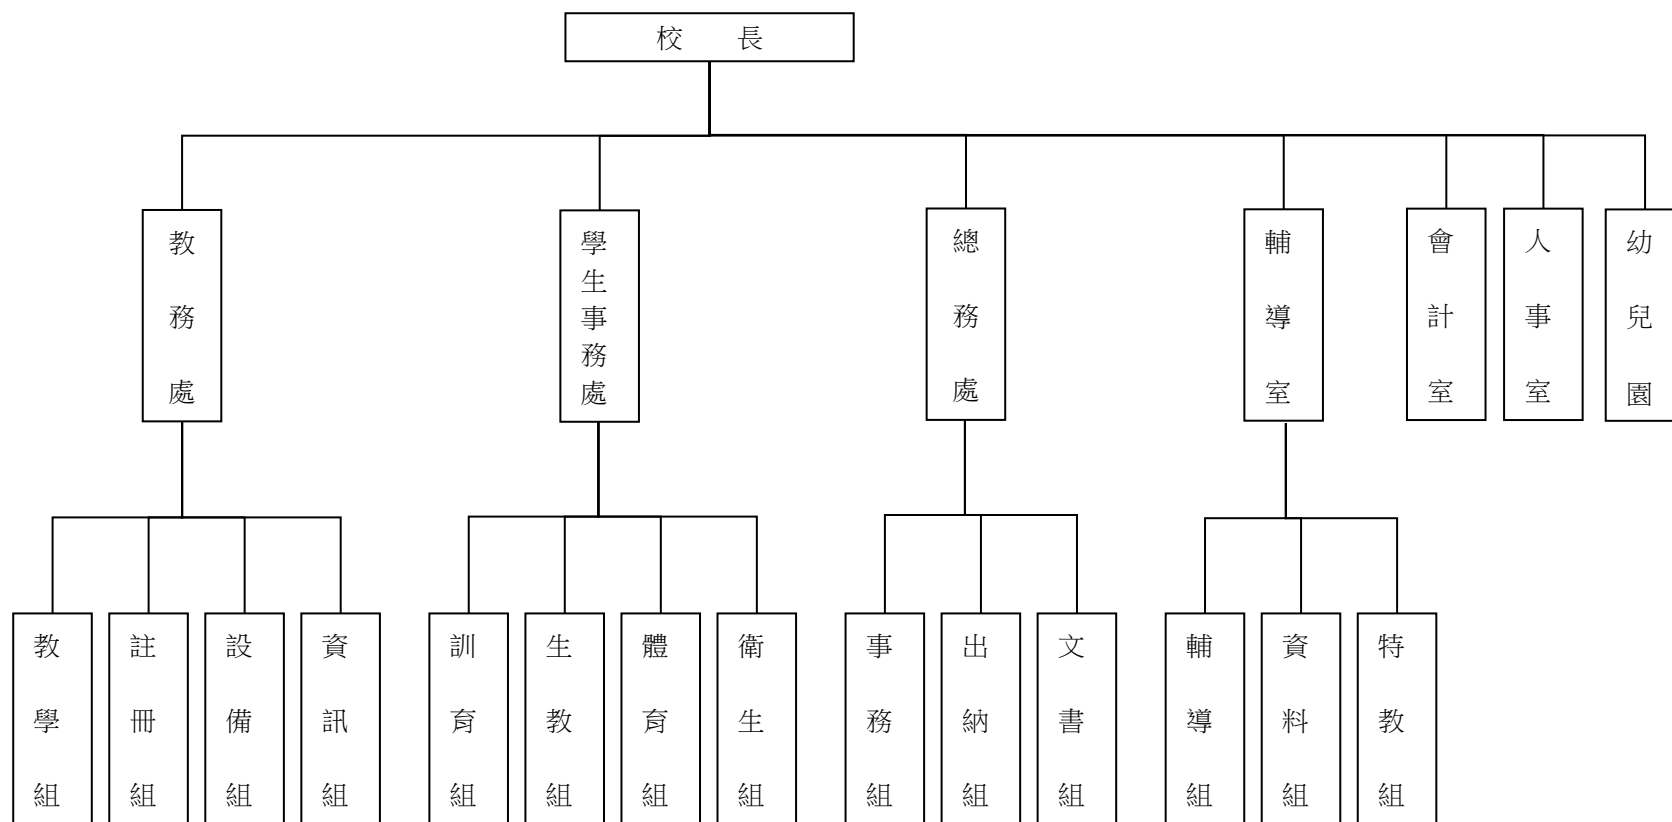 校長
教務處
學生事務處
總務處
輔導室
會計室
人事室
幼兒園
教學組
註冊組
設備組
資訊組
訓育組
生教組
體育組
衛生組
事務組
出納組
文書組
輔導組
資料組
特教組